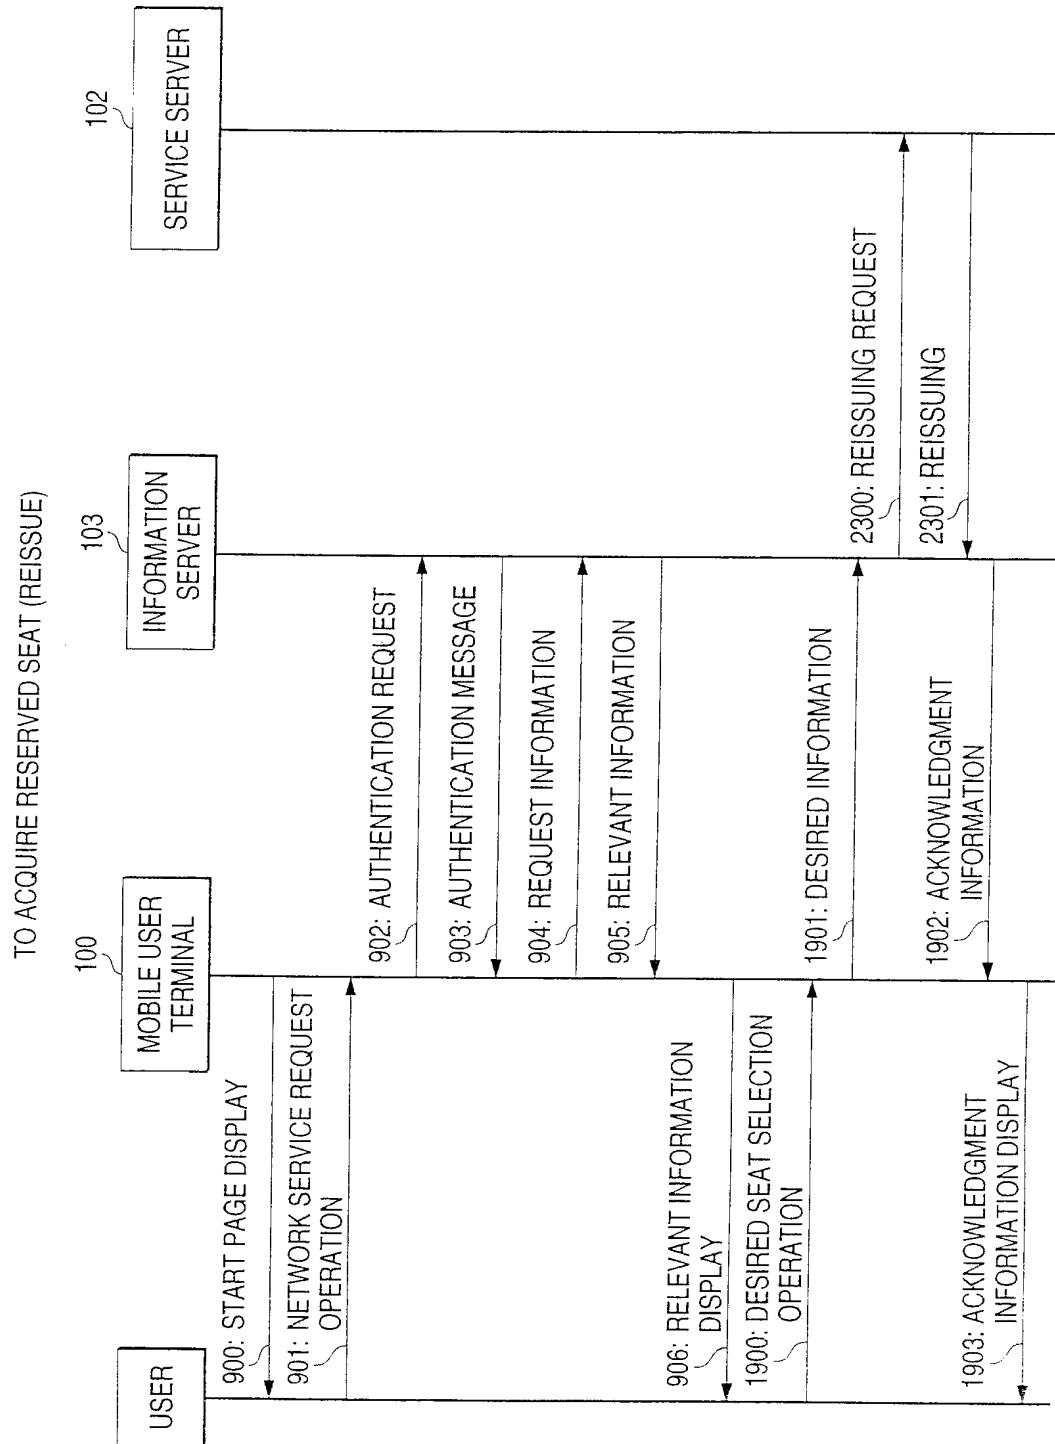 TO ACQUIRE RESERVED SEAT (REISSUE)
USER
100
MOBILE USER
TERMINAL
103
INFORMATION
SERVER
102
SERVICE SERVER
900: START PAGE DISPLAY
901: NETWORK SERVICE REQUEST
OPERATION
902: AUTHENTICATION REQUEST
903: AUTHENTICATION MESSAGE
904: REQUEST INFORMATION
905: RELEVANT INFORMATION
906: RELEVANT INFORMATION
DISPLAY
1900: DESIRED SEAT SELECTION
OPERATION
1901: DESIRED INFORMATION
2300: REISSUING REQUEST
2301: REISSUING
1902: ACKNOWLEDGMENT
INFORMATION
1903: ACKNOWLEDGMENT
INFORMATION DISPLAY